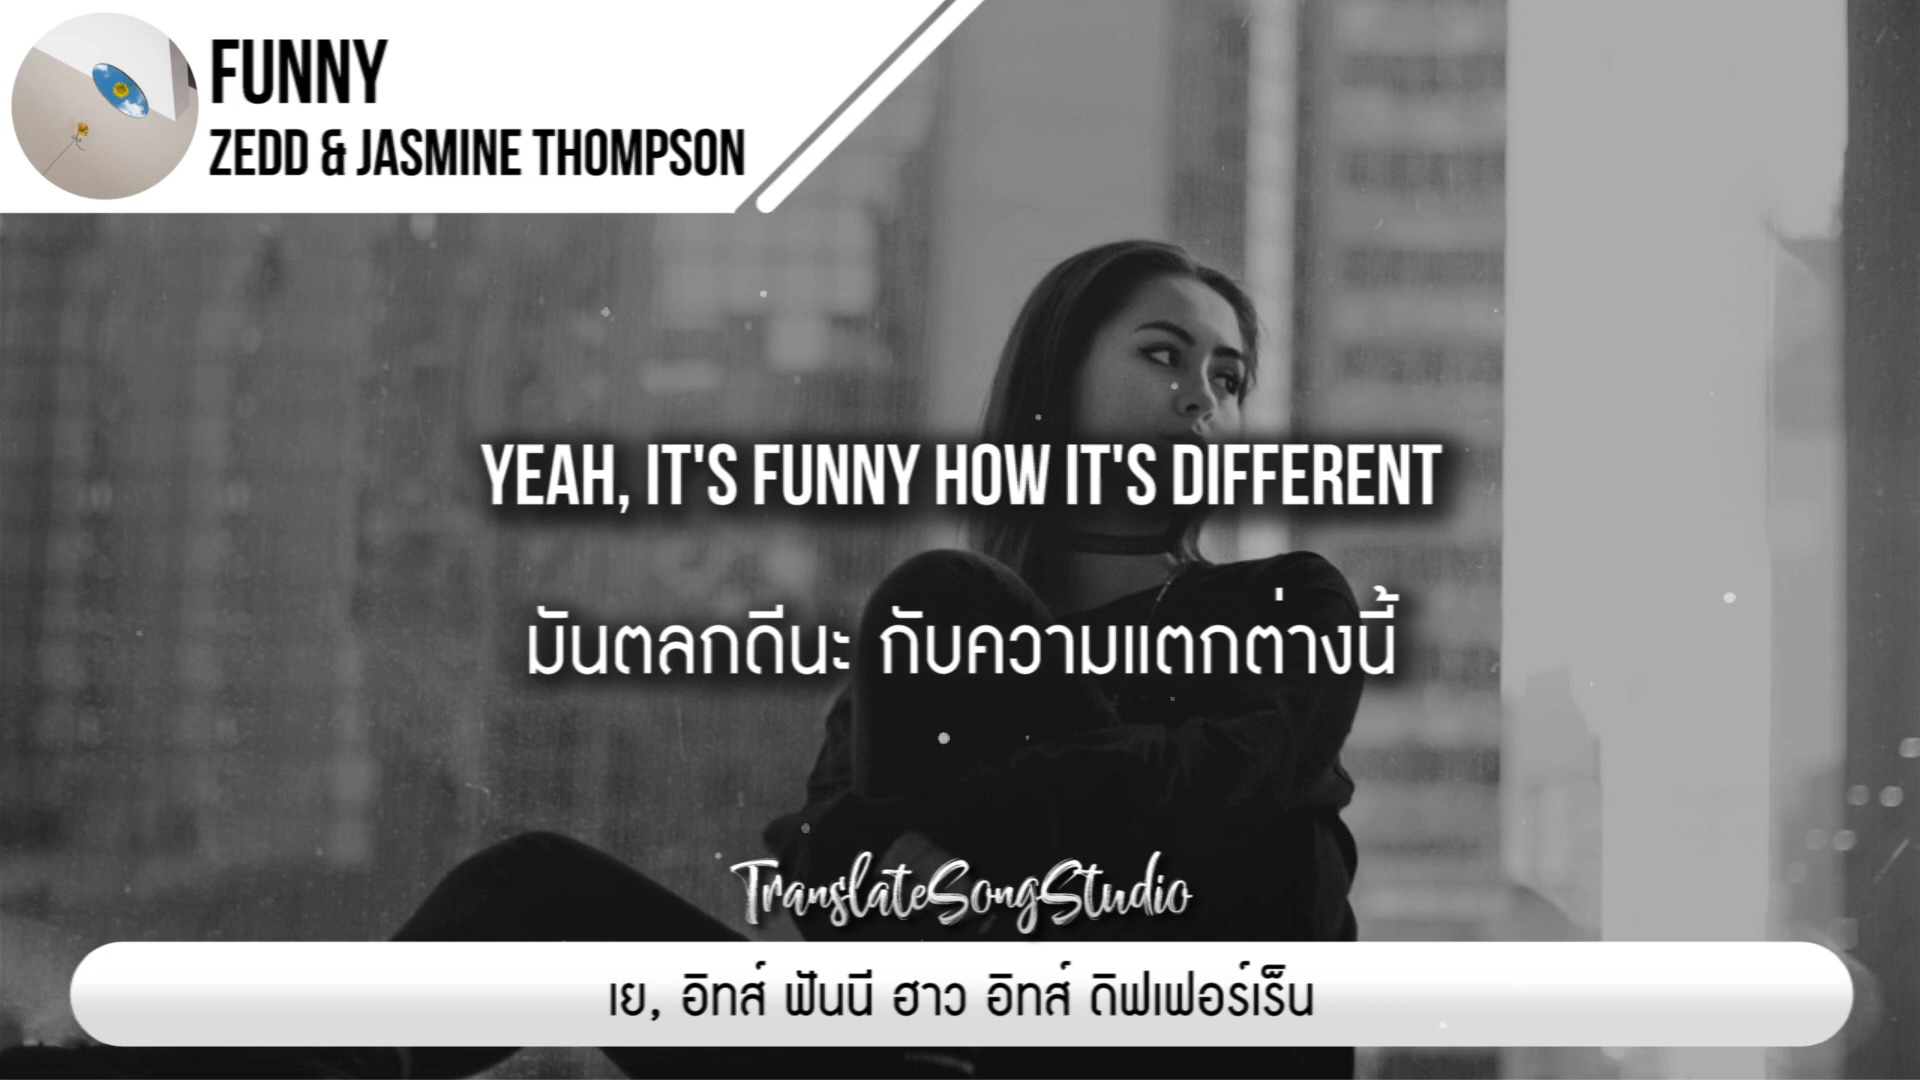 FUNNY
ZEDD & JASMINE THOMPSON
YEAH, IT'S FUNNY HOW IT'S DIFFERENT
มันตลกดีนะ กับความแตกต่างนี้
TranslateSongStudio
เย, อิทส์ ฟันนี ฮาว อิทส์ ดิฟเฟอร์เร็น